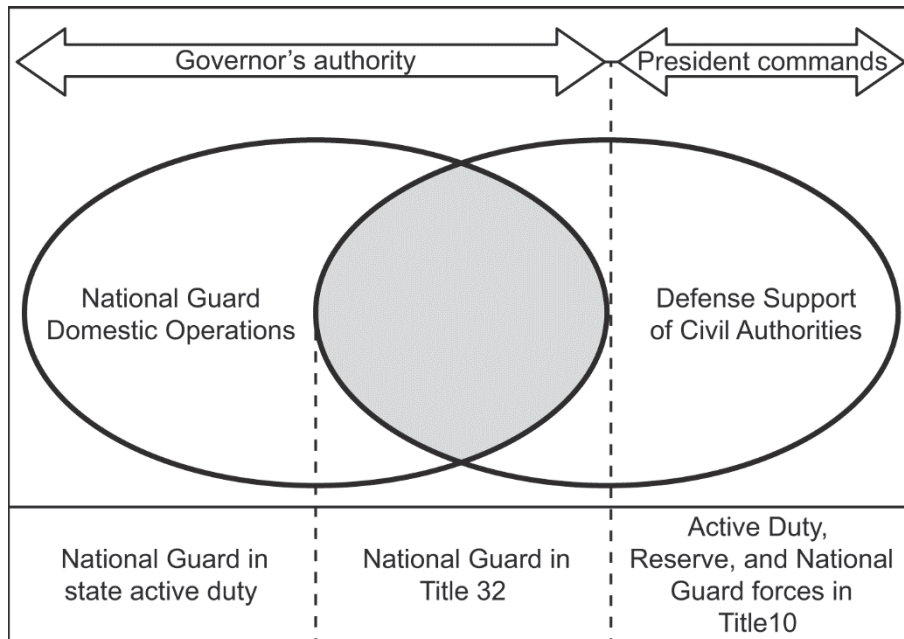 Governor's authority
President commands
National Guard
Domestic Operations
Defense Support
of Civil Authorities
National Guard in
state active duty
National Guard in
Title 32
Active Duty,
Reserve, and National
Guard forces in
Title10